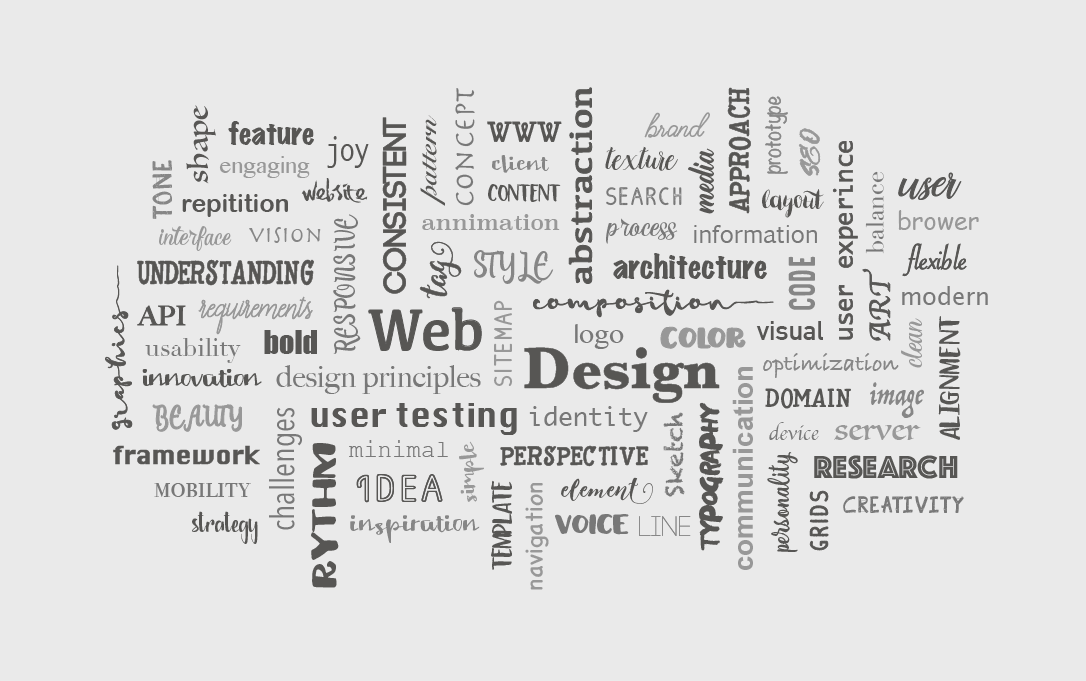 shape
feature
joy
CONSISTENT
pattern
CONCEPT
WWW
abstraction
brand
APPROACH
prototype
SEO
TONE
engaging
website
client
texture
media
user experince
balance
user
repitition
CONTENT
SEARCH
layout
brower
interface
VISION
RESPONSIVE
annimation
process
information
UNDERSTANDING
tag
STYLE
architecture
CODE
flexible
graphics
API
requirements
composition
ART
modern
usability
bold
Web
SITEMAP
logo
COLOR
visual
clean
ALIGNMENT
innovation
design principles
Design
communication
optimization
BEAUTY
challenges
user testing
identity
Sketch
TYPOGRAPHY
DOMAIN
image
device
server
framework
RYTHM
minimal
simple
PERSPECTIVE
personality
RESEARCH
MOBILITY
IDEA
TEMPLATE
navigation
element
GRIDS
CREATIVITY
strategy
inspiration
VOICE
LINE